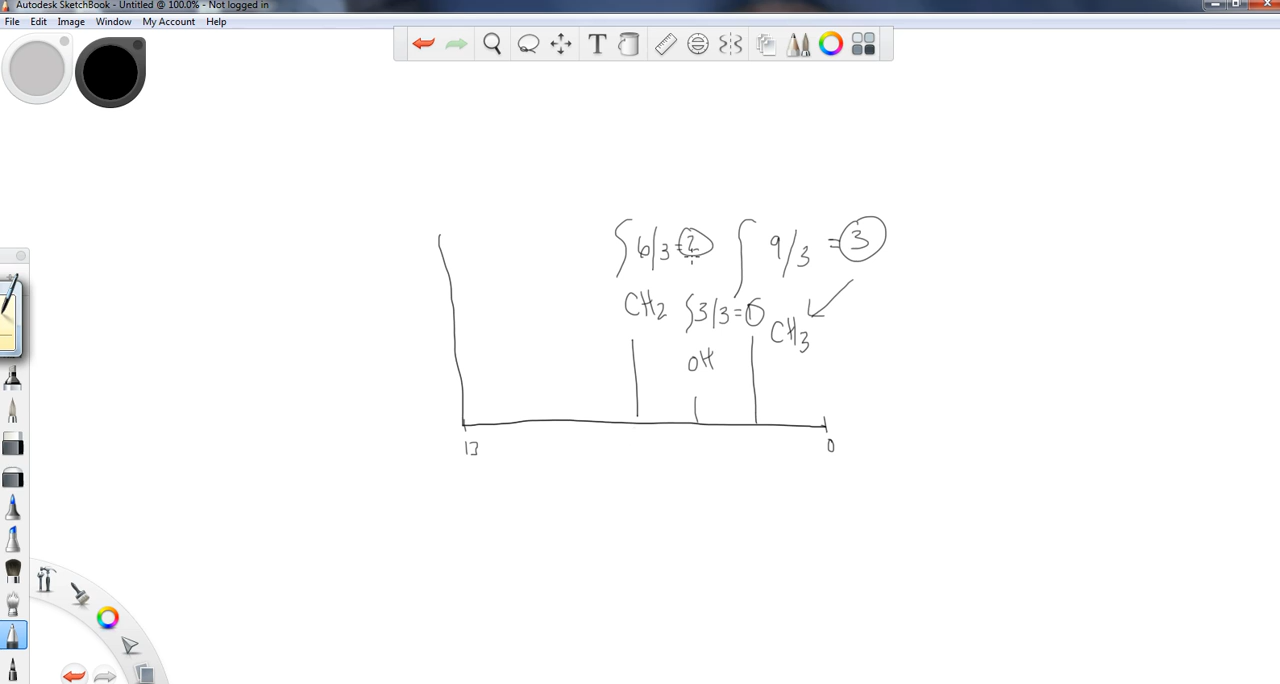 Autodesk SketchBook - Untitled @ 100.0% - Not logged in
File Edit Image Window My Account Help
∫6/3=2 ∫9/3 =3
CH2 ∫3/3=1 CH3
OH
13 0